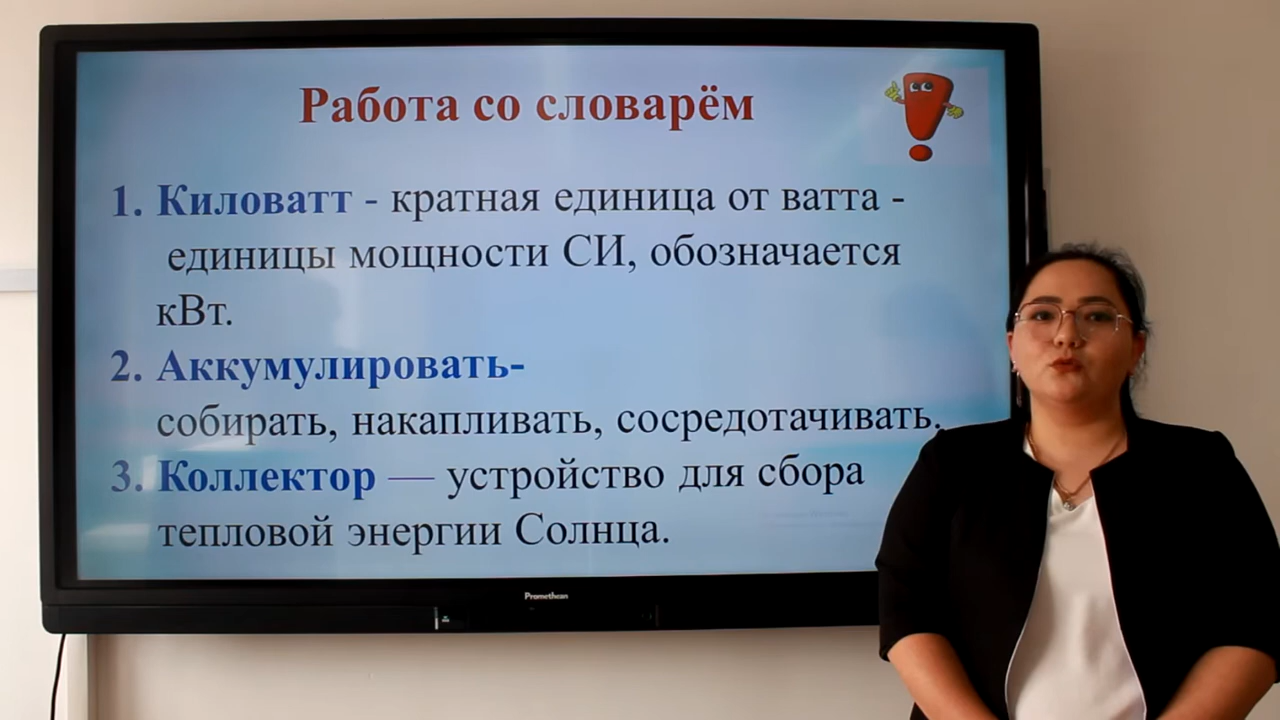 Работа со словарём
1. Киловатт - кратная единица от ватта -
единицы мощности СИ, обозначается
кВт.
2. Аккумулировать-
собирать, накапливать, сосредотачивать.
3. Коллектор — устройство для сбора
тепловой энергии Солнца.
Promethean